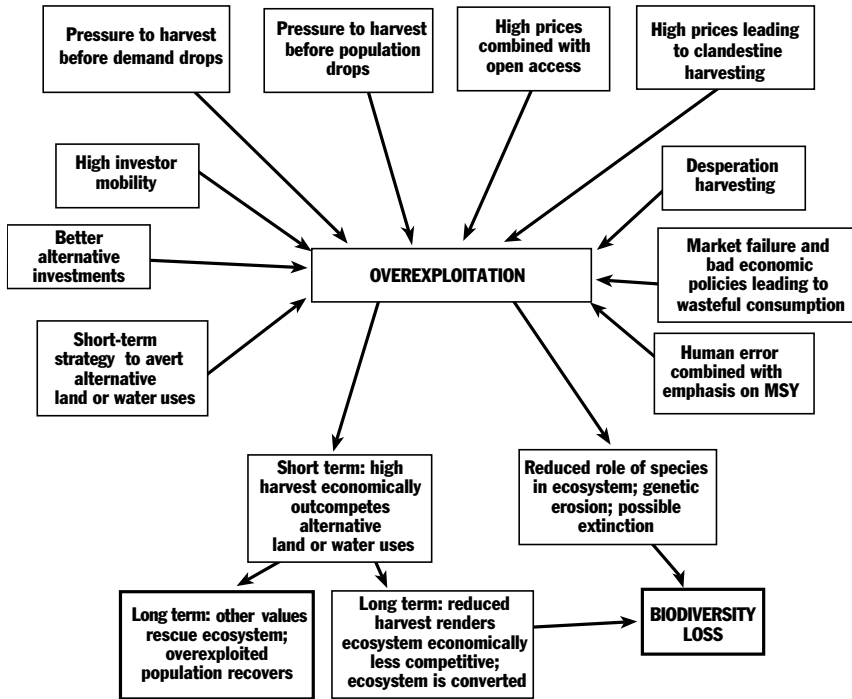 Pressure to harvest
before demand drops
Pressure to harvest
before population
drops
High prices
combined with
open access
High prices leading
to clandestine
harvesting
High investor
mobility
Desperation
harvesting
Better
alternative
investments
OVEREXPLOITATION
Market failure and
bad economic
policies leading to
wasteful consumption
Short-term
strategy to avert
alternative
land or water uses
Human error
combined with
emphasis on MSY
Short term: high
harvest economically
outcompetes
alternative
land or water uses
Reduced role of species
in ecosystem; genetic
erosion; possible
extinction
Long term: other values
rescue ecosystem;
overexploited
population recovers
Long term: reduced
harvest renders
ecosystem economically
less competitive;
ecosystem is converted
BIODIVERSITY
LOSS